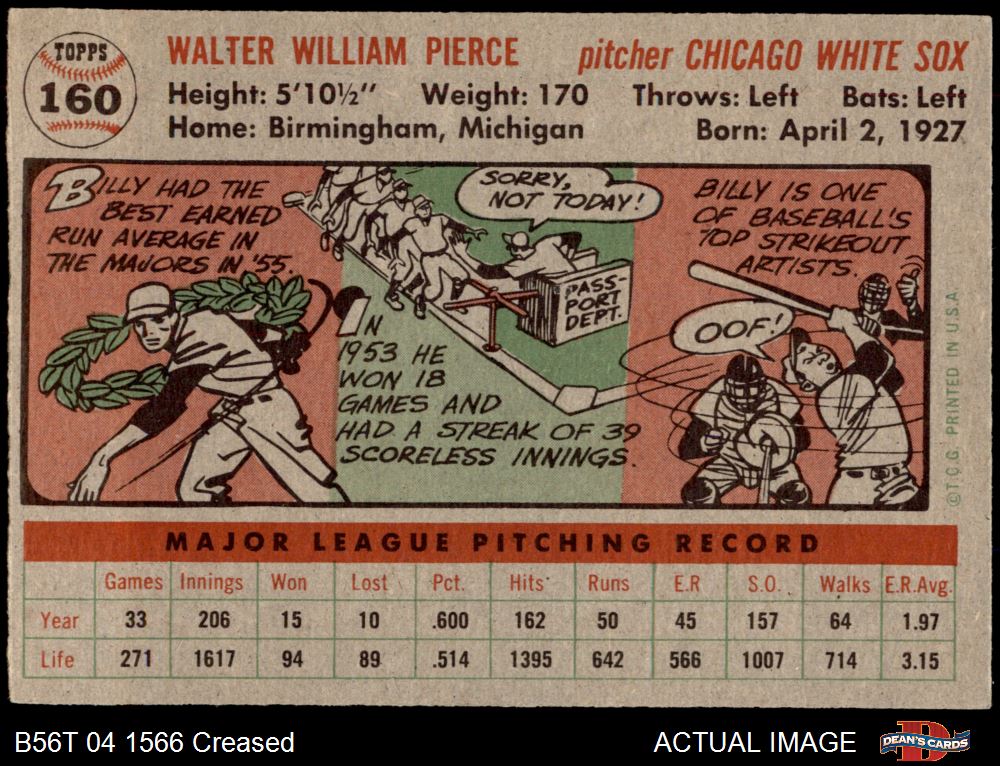 TOPPS
160
WALTER WILLIAM PIERCE pitcher CHICAGO WHITE SOX
Height: 5'10½" Weight: 170 Throws: Left Bats: Left
Home: Birmingham, Michigan Born: April 2, 1927
BILLY HAD THE
BEST EARNED
RUN AVERAGE IN
THE MAJORS IN '55.
SORRY,
NOT TODAY!
PASS-
PORT
DEPT.
IN
1953 HE
WON 18
GAMES AND
HAD A STREAK OF 39
SCORELESS INNINGS.
BILLY IS ONE
OF BASEBALL'S
TOP STRIKEOUT
ARTISTS.
OOF!
©T.C.G. PRINTED IN U.S.A.
MAJOR LEAGUE PITCHING RECORD
Games Innings Won Lost Pct. Hits Runs E.R S.O. Walks E.R.Avg.
Year 33 206 15 10 .600 162 50 45 157 64 1.97
Life 271 1617 94 89 .514 1395 642 566 1007 714 3.15
B56T 04 1566 Creased ACTUAL IMAGE
D
DEAN'S CARDS